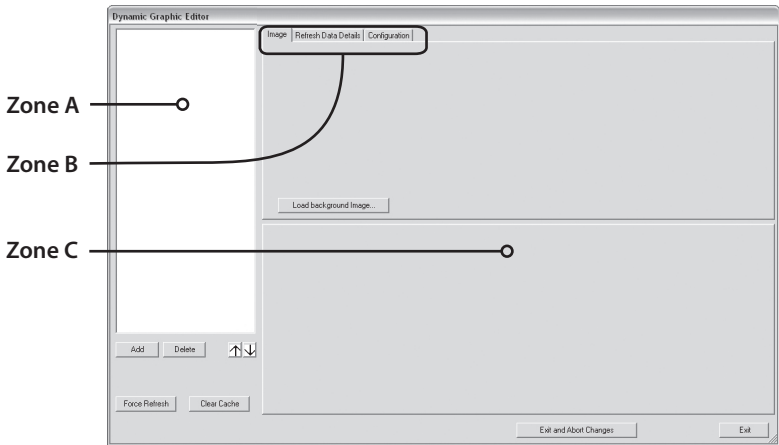 Dynamic Graphic Editor
Image Refresh Data Details Configuration
Zone A
Zone B
Load background Image...
Zone C
Add Delete
Force Refresh Clear Cache
Exit and Abort Changes Exit